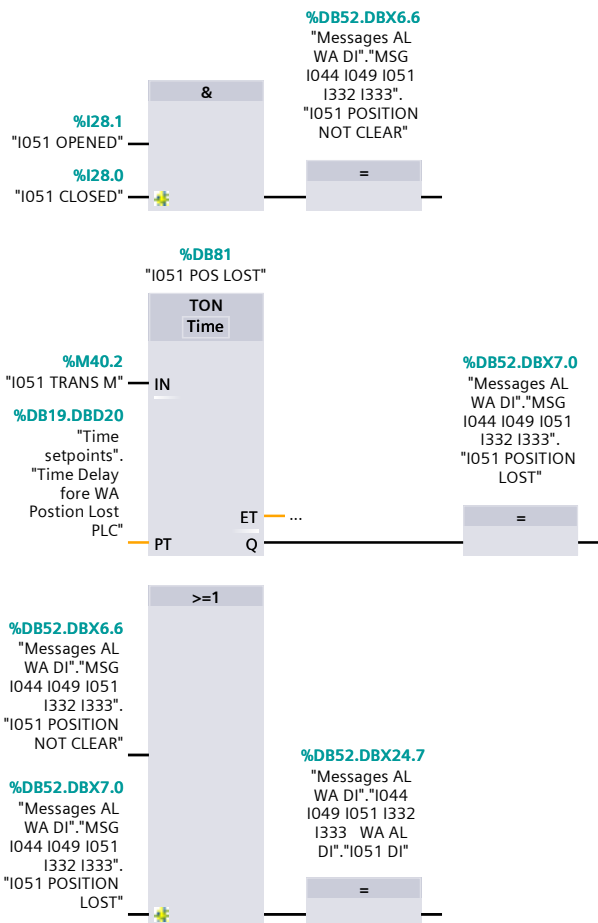 %DB52.DBX6.6
"Messages AL
WA DI"."MSG
I044 I049 I051
I332 I333".
"I051 POSITION
NOT CLEAR"
&
%I28.1
"I051 OPENED"
%I28.0
"I051 CLOSED"
=
%DB81
"I051 POS LOST"
TON
Time
%M40.2
"I051 TRANS M"
IN
%DB19.DBD20
"Time
setpoints".
"Time Delay
fore WA
Postion Lost
PLC"
PT
ET
...
Q
%DB52.DBX7.0
"Messages AL
WA DI"."MSG
I044 I049 I051
I332 I333".
"I051 POSITION
LOST"
=
>=1
%DB52.DBX6.6
"Messages AL
WA DI"."MSG
I044 I049 I051
I332 I333".
"I051 POSITION
NOT CLEAR"
%DB52.DBX7.0
"Messages AL
WA DI"."MSG
I044 I049 I051
I332 I333".
"I051 POSITION
LOST"
%DB52.DBX24.7
"Messages AL
WA DI"."I044
I049 I051 I332
I333 WA AL
DI"."I051 DI"
=